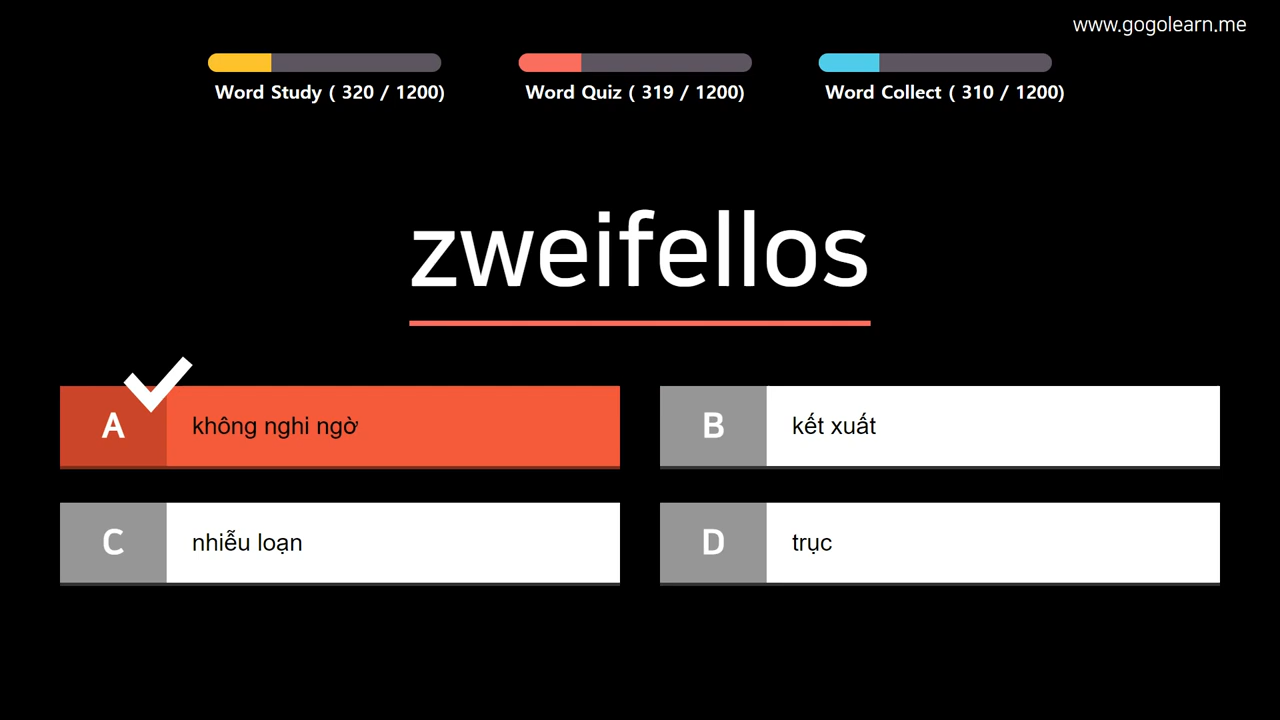 www.gogolearn.me
Word Study ( 320 / 1200)
Word Quiz ( 319 / 1200)
Word Collect ( 310 / 1200)
zweifellos
A
không nghi ngờ
B
kết xuất
C
nhiễu loạn
D
trục